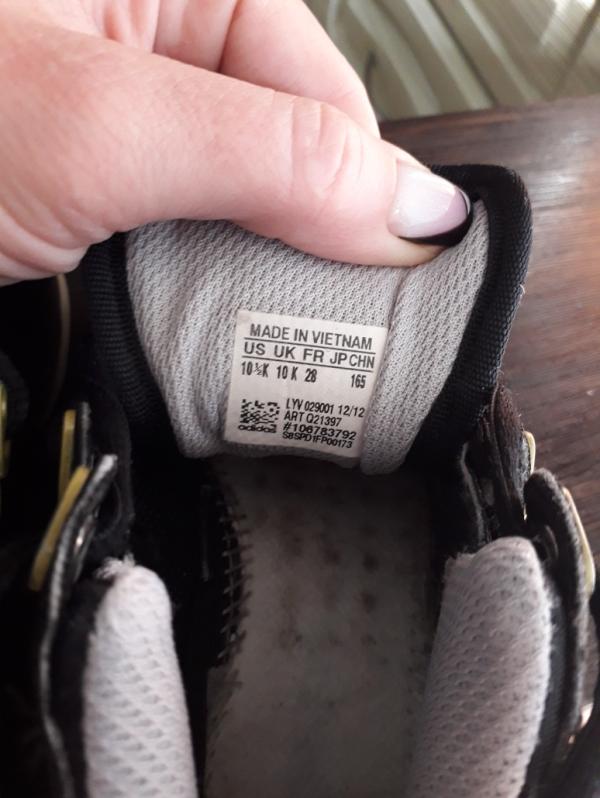 MADE IN VIETNAM
US UK FR JP CHN
10½K 10 K 28 165
LYV 029001 12/12
ART Q21397
#106783792
adidas S8SPD1FP00173